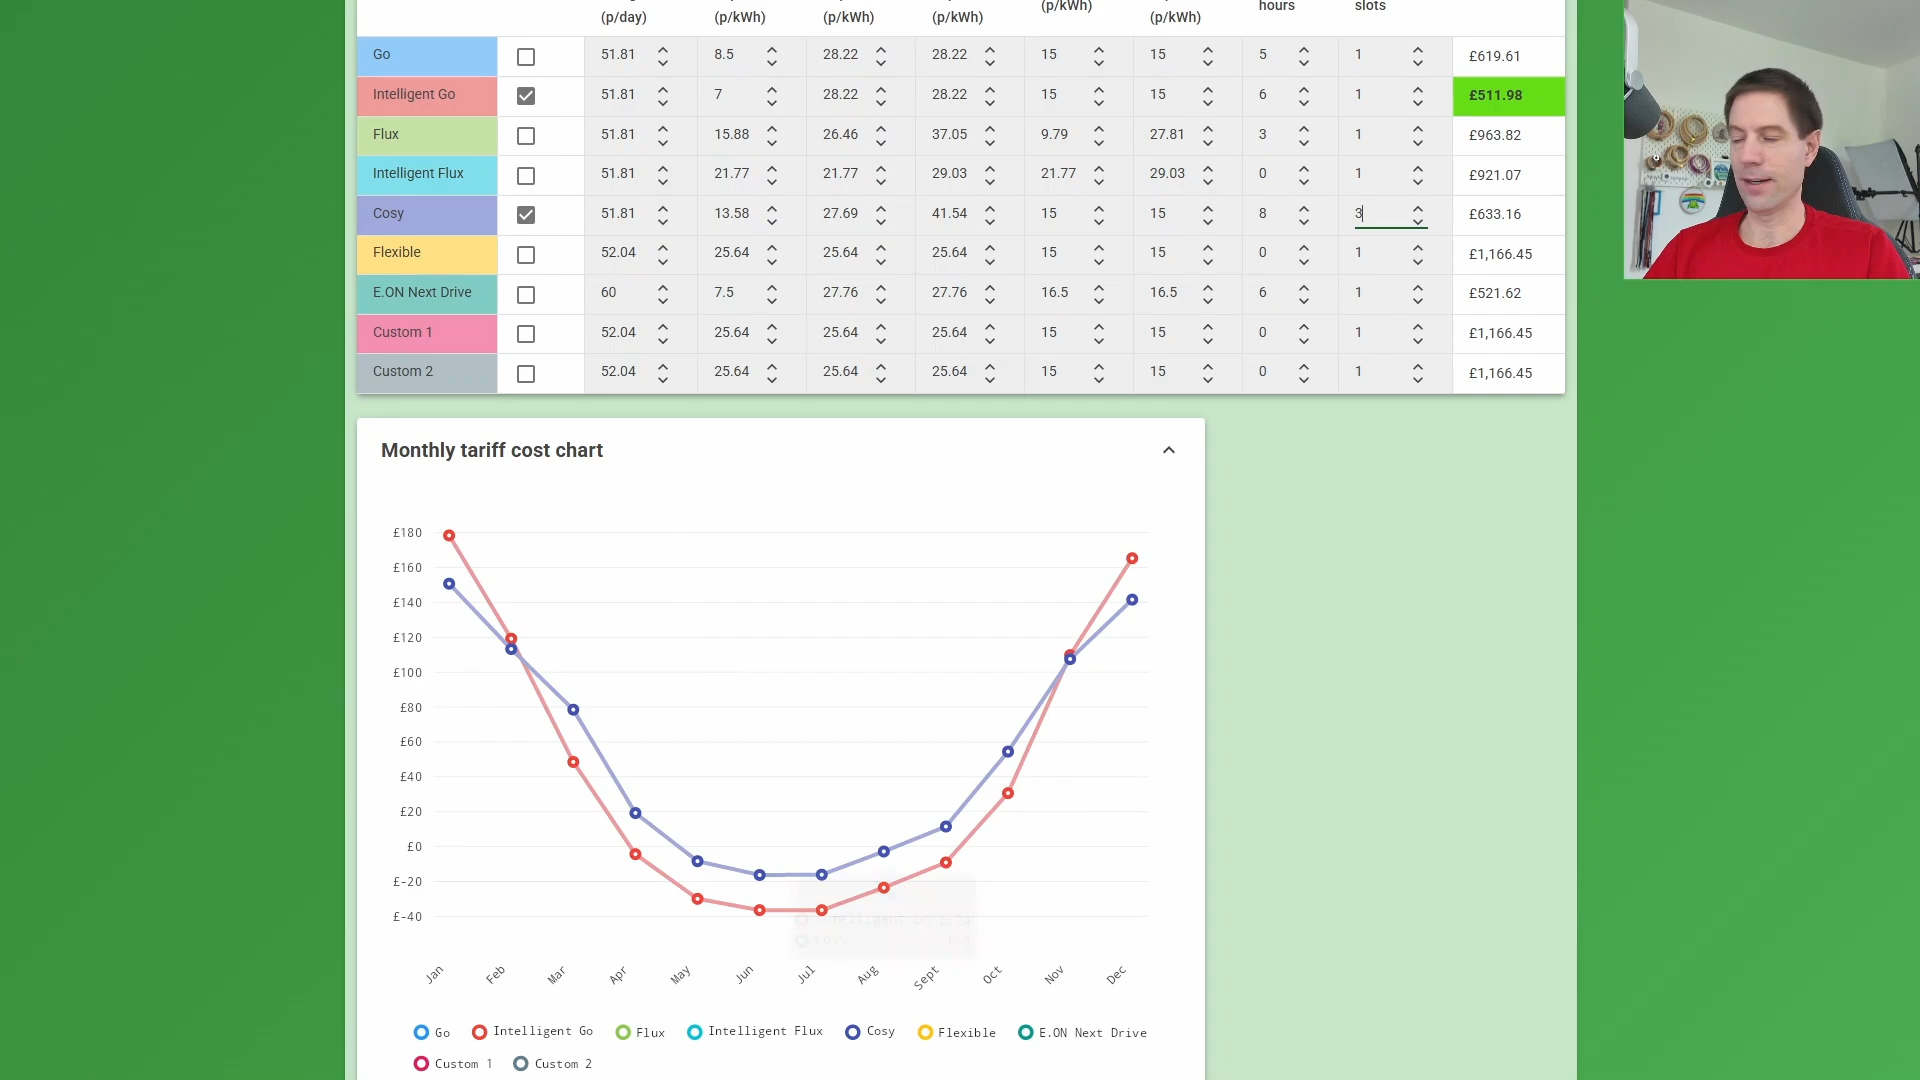 (p/kWh) hours slots
(p/day) (p/kWh) (p/kWh) (p/kWh) (p/kWh)
Go 51.81 8.5 28.22 28.22 15 15 5 1 £619.61
Intelligent Go 51.81 7 28.22 28.22 15 15 6 1 £511.98
Flux 51.81 15.88 26.46 37.05 9.79 27.81 3 1 £963.82
Intelligent Flux 51.81 21.77 21.77 29.03 21.77 29.03 0 1 £921.07
Cosy 51.81 13.58 27.69 41.54 15 15 8 3 £633.16
Flexible 52.04 25.64 25.64 25.64 15 15 0 1 £1,166.45
E.ON Next Drive 60 7.5 27.76 27.76 16.5 16.5 6 1 £521.62
Custom 1 52.04 25.64 25.64 25.64 15 15 0 1 £1,166.45
Custom 2 52.04 25.64 25.64 25.64 15 15 0 1 £1,166.45
Monthly tariff cost chart
£180
£160
£140
£120
£100
£80
£60
£40
£20
£0
£-20
£-40
Jan Feb Mar Apr May Jun Jul Aug Sept Oct Nov Dec
Go Intelligent Go Flux Intelligent Flux Cosy Flexible E.ON Next Drive
Custom 1 Custom 2